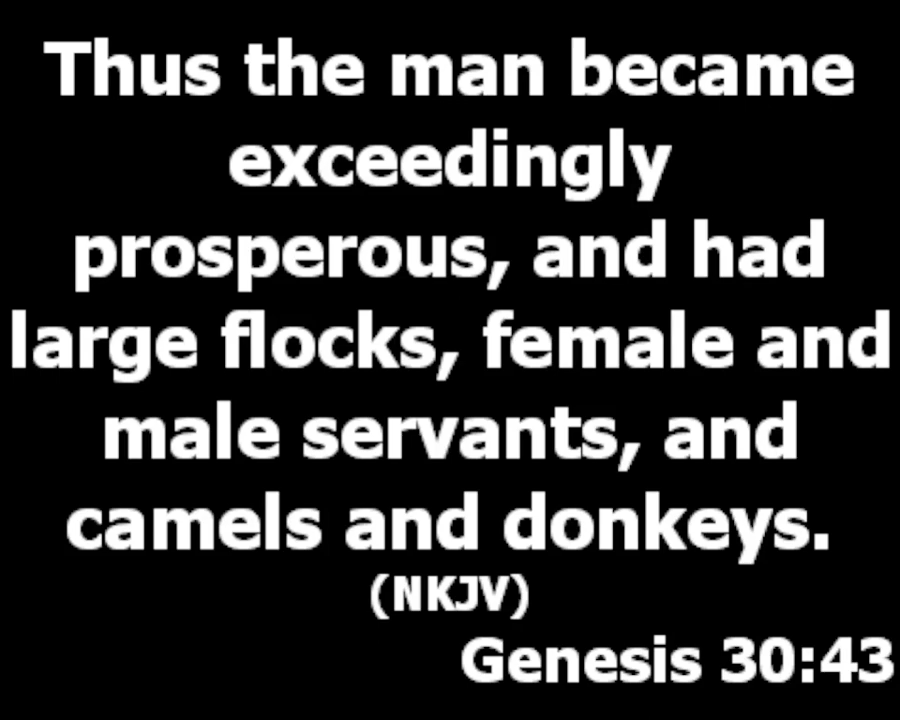 Thus the man became
exceedingly
prosperous, and had
large flocks, female and
male servants, and
camels and donkeys.
(NKJV)
Genesis 30:43